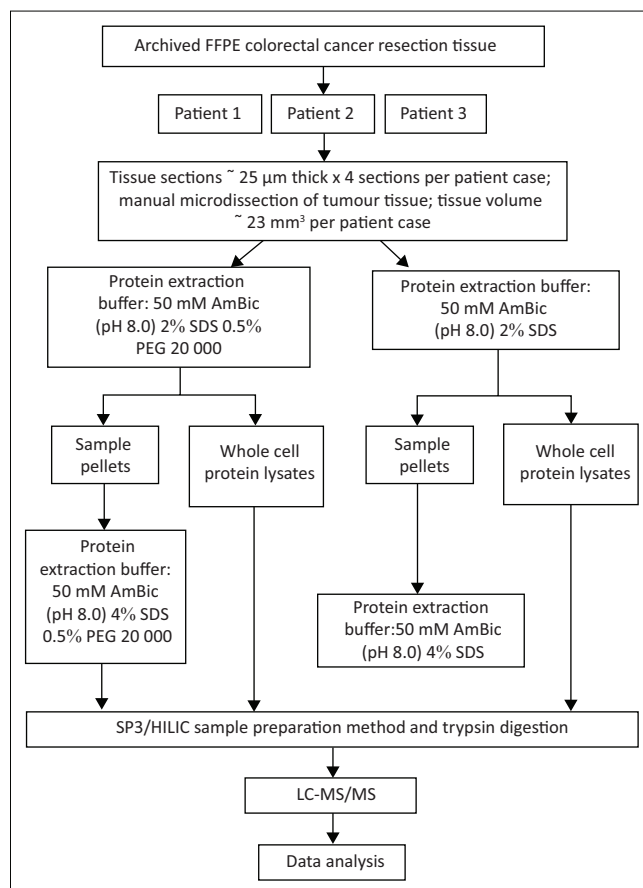 Archived FFPE colorectal cancer resection tissue
Patient 1
Patient 2
Patient 3
Tissue sections ~ 25 µm thick x 4 sections per patient case;
manual microdissection of tumour tissue; tissue volume
~ 23 mm³ per patient case
Protein extraction
buffer: 50 mM AmBic
(pH 8.0) 2% SDS 0.5%
PEG 20 000
Protein extraction buffer:
50 mM AmBic
(pH 8.0) 2% SDS
Sample
pellets
Whole cell
protein lysates
Sample
pellets
Whole cell
protein lysates
Protein
extraction buffer:
50 mM AmBic
(pH 8.0) 4% SDS
0.5% PEG 20 000
Protein extraction
buffer:50 mM AmBic
(pH 8.0) 4% SDS
SP3/HILIC sample preparation method and trypsin digestion
LC-MS/MS
Data analysis